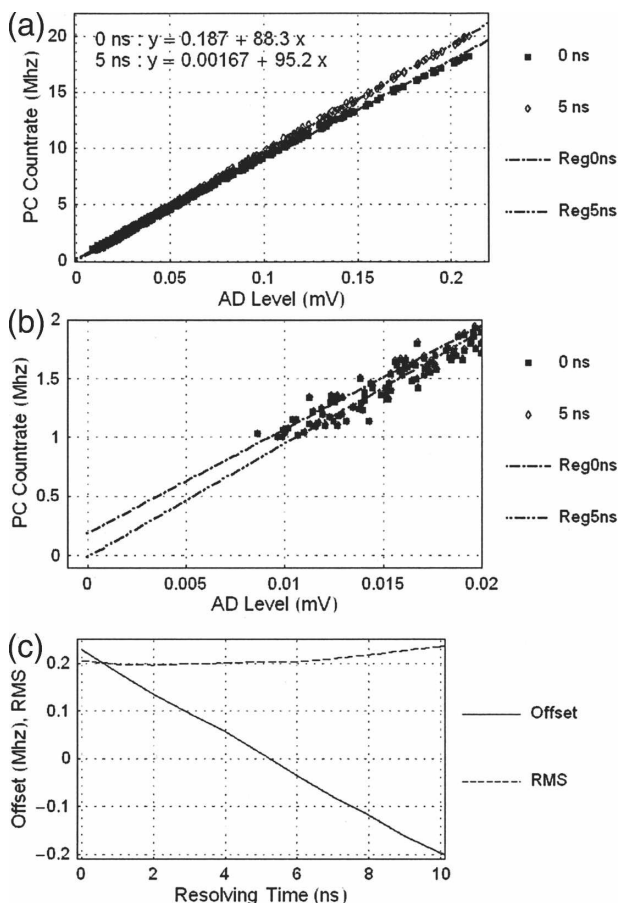 (a)
20
15
10
5
0
PC Countrate (Mhz)
0 ns : y = 0.187 + 88.3 x
5 ns : y = 0.00167 + 95.2 x
0 0.05 0.1 0.15 0.2
AD Level (mV)
0 ns
5 ns
Reg0ns
Reg5ns
(b)
2
1.5
1
0.5
0
PC Countrate (Mhz)
0 0.005 0.01 0.015 0.02
AD Level (mV)
0 ns
5 ns
Reg0ns
Reg5ns
(c)
0.2
0.1
0
−0.1
−0.2
Offset (Mhz), RMS
0 2 4 6 8 10
Resolving Time (ns)
Offset
RMS